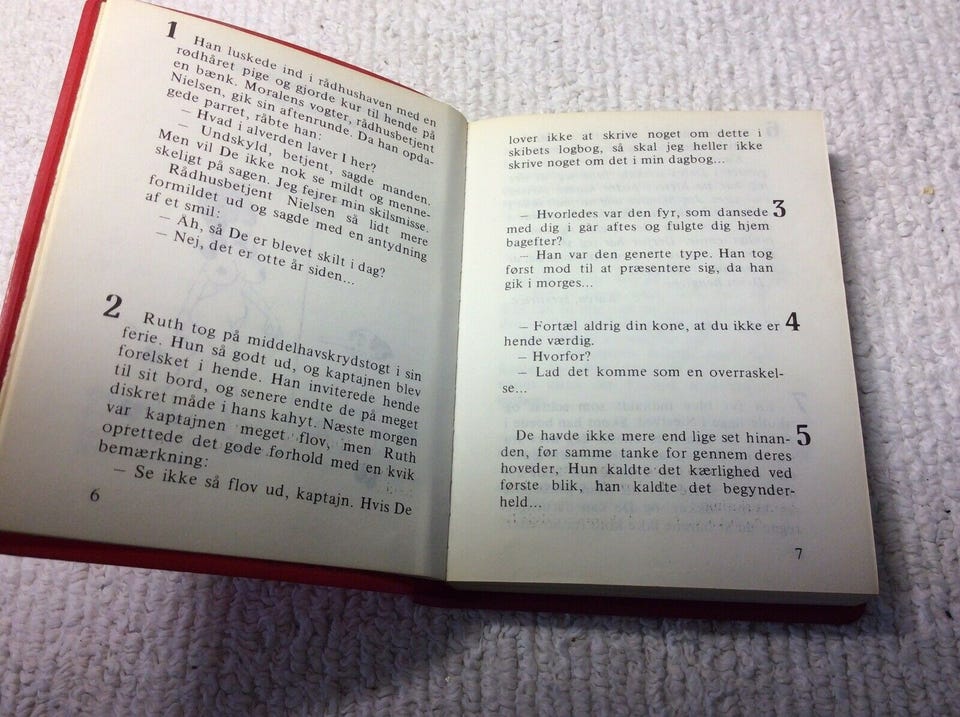 1
Han luskede ind i rådhushaven med en
rødhåret pige og gjorde kur til hende på
en bænk. Moralens vogter, rådhusbetjent
Nielsen, gik sin aftenrunde. Da han opda-
gede parret, råbte han:
— Hvad i alverden laver I her?
— Undskyld, betjent, sagde manden.
Men vil De ikke nok se mildt og menne-
skeligt på sagen. Jeg fejrer min skilsmisse.
Rådhusbetjent Nielsen så lidt mere
formildet ud og sagde med en antydning
af et smil:
— Åh, så De er blevet skilt i dag?
— Nej, det er otte år siden...
2
Ruth tog på middelhavskrydstogt i sin
ferie. Hun så godt ud, og kaptajnen blev
forelsket i hende. Han inviterede hende
til sit bord, og senere endte de på meget
diskret måde i hans kahyt. Næste morgen
var kaptajnen meget flov, men Ruth
oprettede det gode forhold med en kvik
bemærkning:
— Se ikke så flov ud, kaptajn. Hvis De
6
lover ikke at skrive noget om dette i
skibets logbog, så skal jeg heller ikke
skrive noget om det i min dagbog...
— Hvorledes var den fyr, som dansede 3
med dig i går aftes og fulgte dig hjem
bagefter?
— Han var den generte type. Han tog
først mod til at præsentere sig, da han
gik i morges...
— Fortæl aldrig din kone, at du ikke er 4
hende værdig.
— Hvorfor?
— Lad det komme som en overraskel-
se...
De havde ikke mere end lige set hinan- 5
den, før samme tanke for gennem deres
hoveder, Hun kaldte det kærlighed ved
første blik, han kaldte det begynder-
held...
7